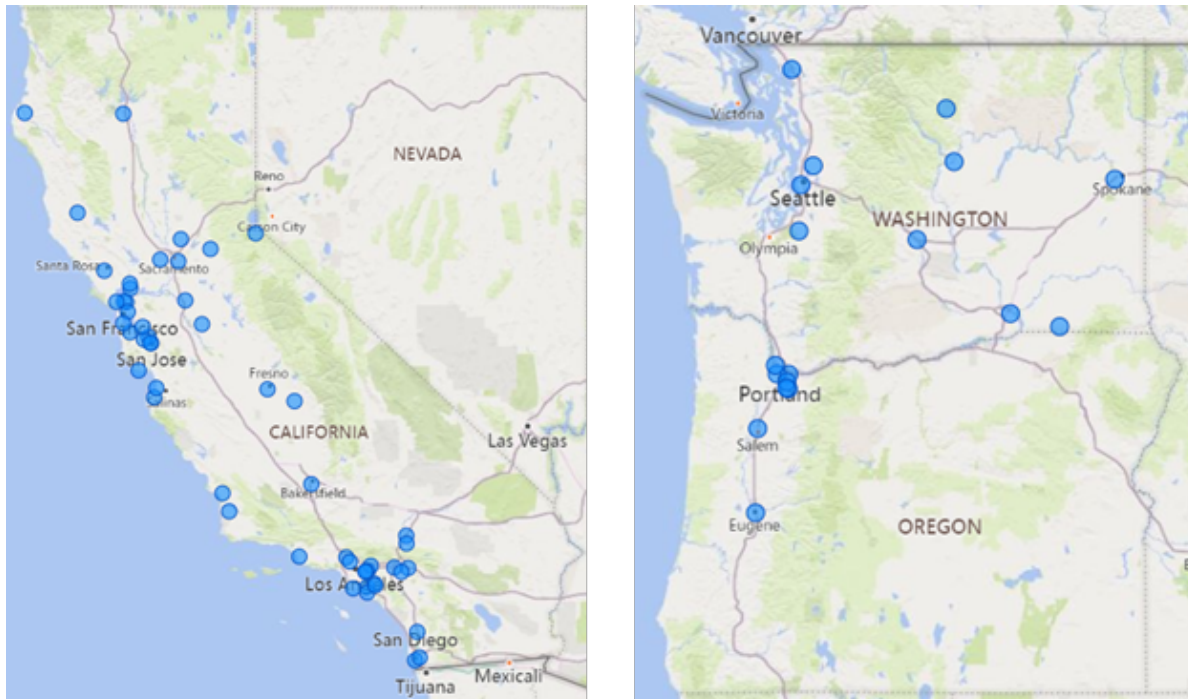 NEVADA
Reno
Carson City
Santa Rosa
Sacramento
San Francisco
San Jose
Salinas
Fresno
CALIFORNIA
Las Vegas
Bakersfield
Los Angeles
San Diego
Mexicali
Tijuana
Vancouver
Victoria
Seattle
Spokane
WASHINGTON
Olympia
Portland
Salem
Eugene
OREGON